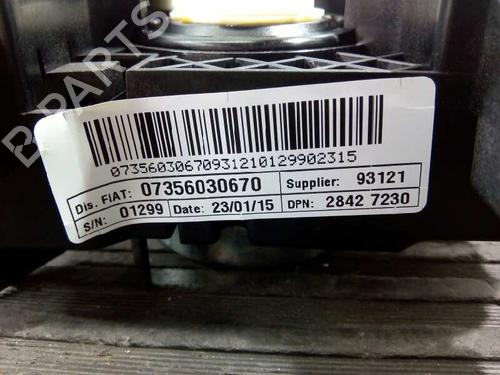 B PARTS
07356030670931210129902315
Dis. FIAT: 07356030670 Supplier: 93121
S/N: 01299 Date: 23/01/15 DPN: 2842 7230